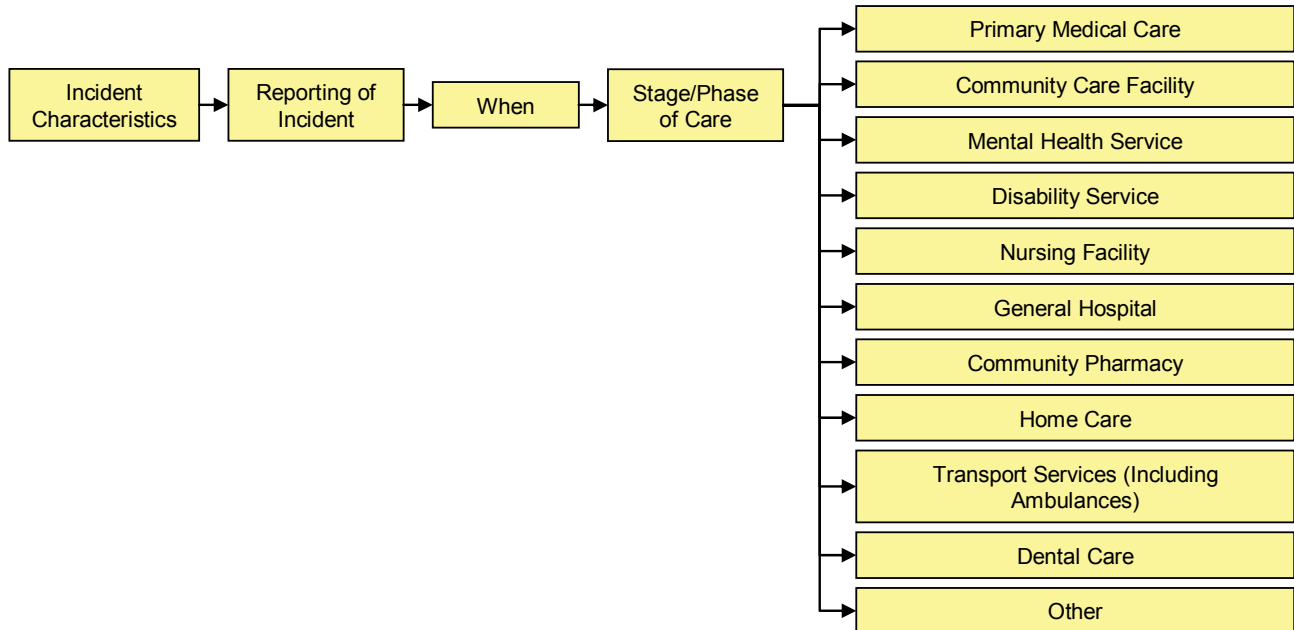 Incident
Characteristics
Reporting of
Incident
When
Stage/Phase
of Care
Primary Medical Care
Community Care Facility
Mental Health Service
Disability Service
Nursing Facility
General Hospital
Community Pharmacy
Home Care
Transport Services (Including
Ambulances)
Dental Care
Other